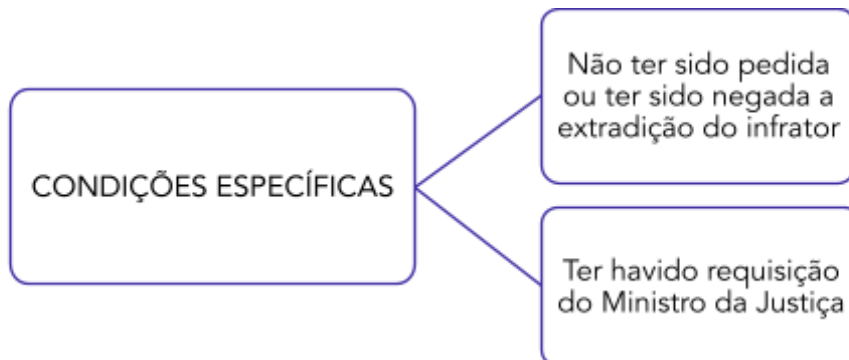 CONDIÇÕES ESPECÍFICAS
Não ter sido pedida
ou ter sido negada a
extradição do infrator
Ter havido requisição
do Ministro da Justiça